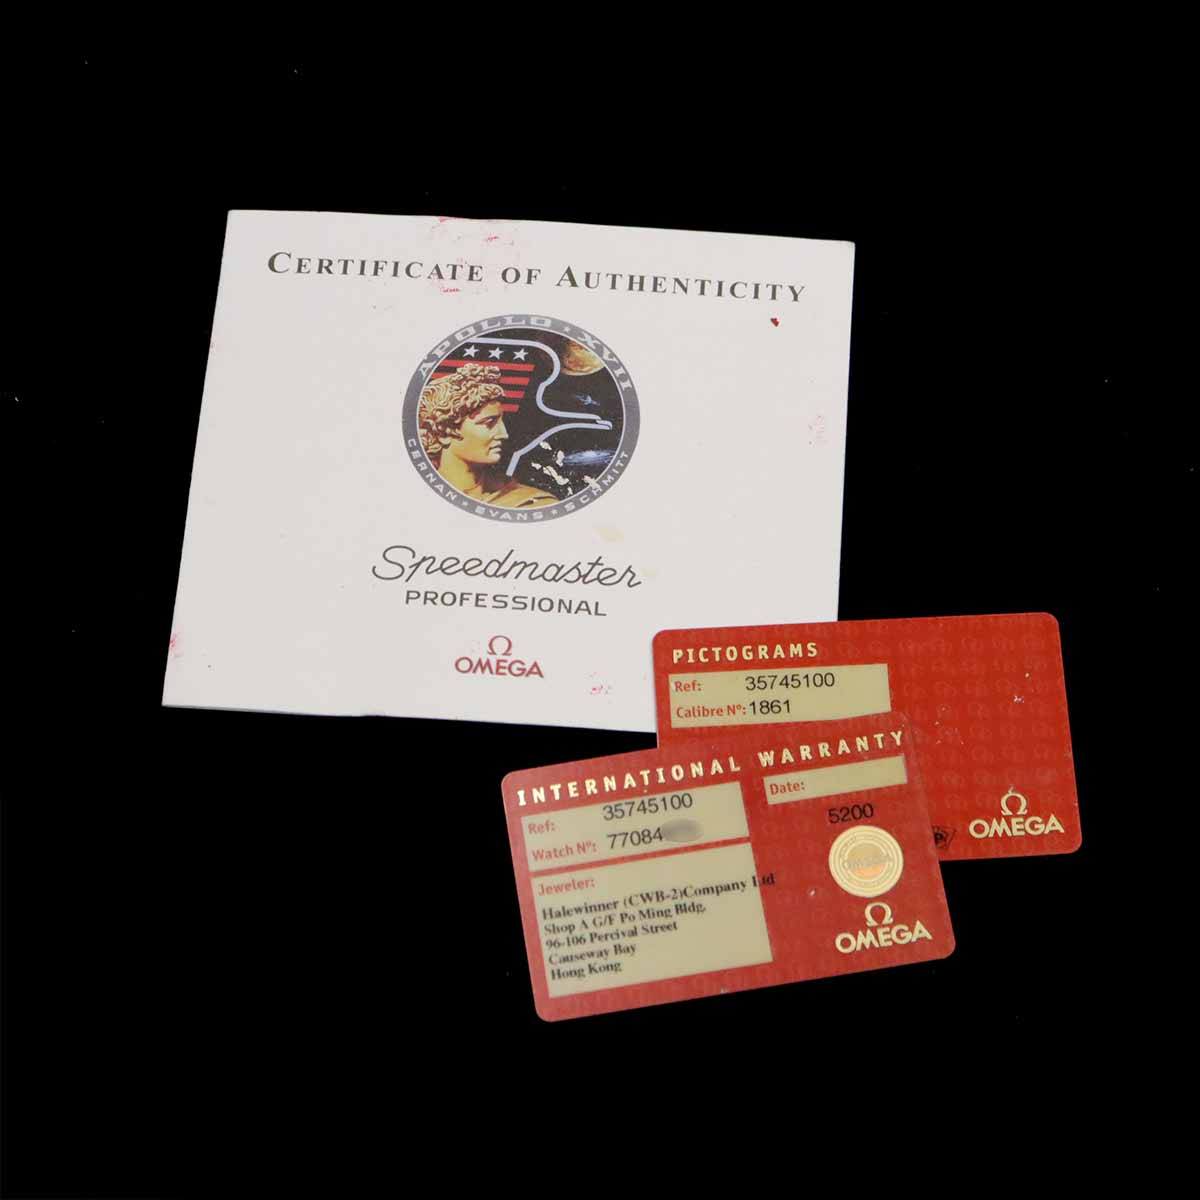 CERTIFICATE OF AUTHENTICITY
APOLLO XVII
CERNAN ★ EVANS ★ SCHMITT
Speedmaster
PROFESSIONAL
Ω
OMEGA
PICTOGRAMS
Ref: 35745100
Calibre Nº: 1861
Ω
OMEGA
INTERNATIONAL WARRANTY
Ref: 35745100
Watch Nº: 77084
Date:
5200
Jeweler:
Halewinner (CWB-2)Company Ltd
Shop A G/F Po Ming Bldg.
96-106 Percival Street
Causeway Bay
Hong Kong
OMEGA
Ω
OMEGA